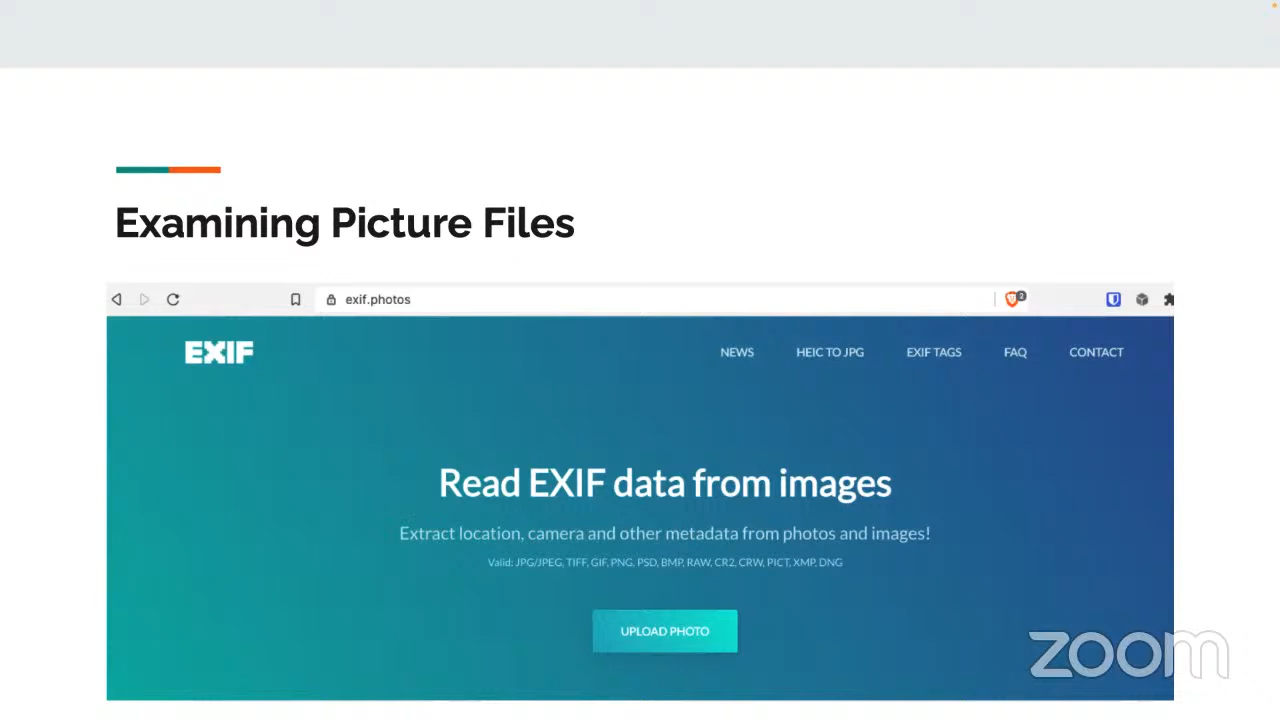 Examining Picture Files
exif.photos
2
EXIF
NEWS HEIC TO JPG EXIF TAGS FAQ CONTACT
Read EXIF data from images
Extract location, camera and other metadata from photos and images!
Valid: JPG/JPEG, TIFF, GIF, PNG, PSD, BMP, RAW, CR2, CRW, PICT, XMP, DNG
UPLOAD PHOTO
zoom